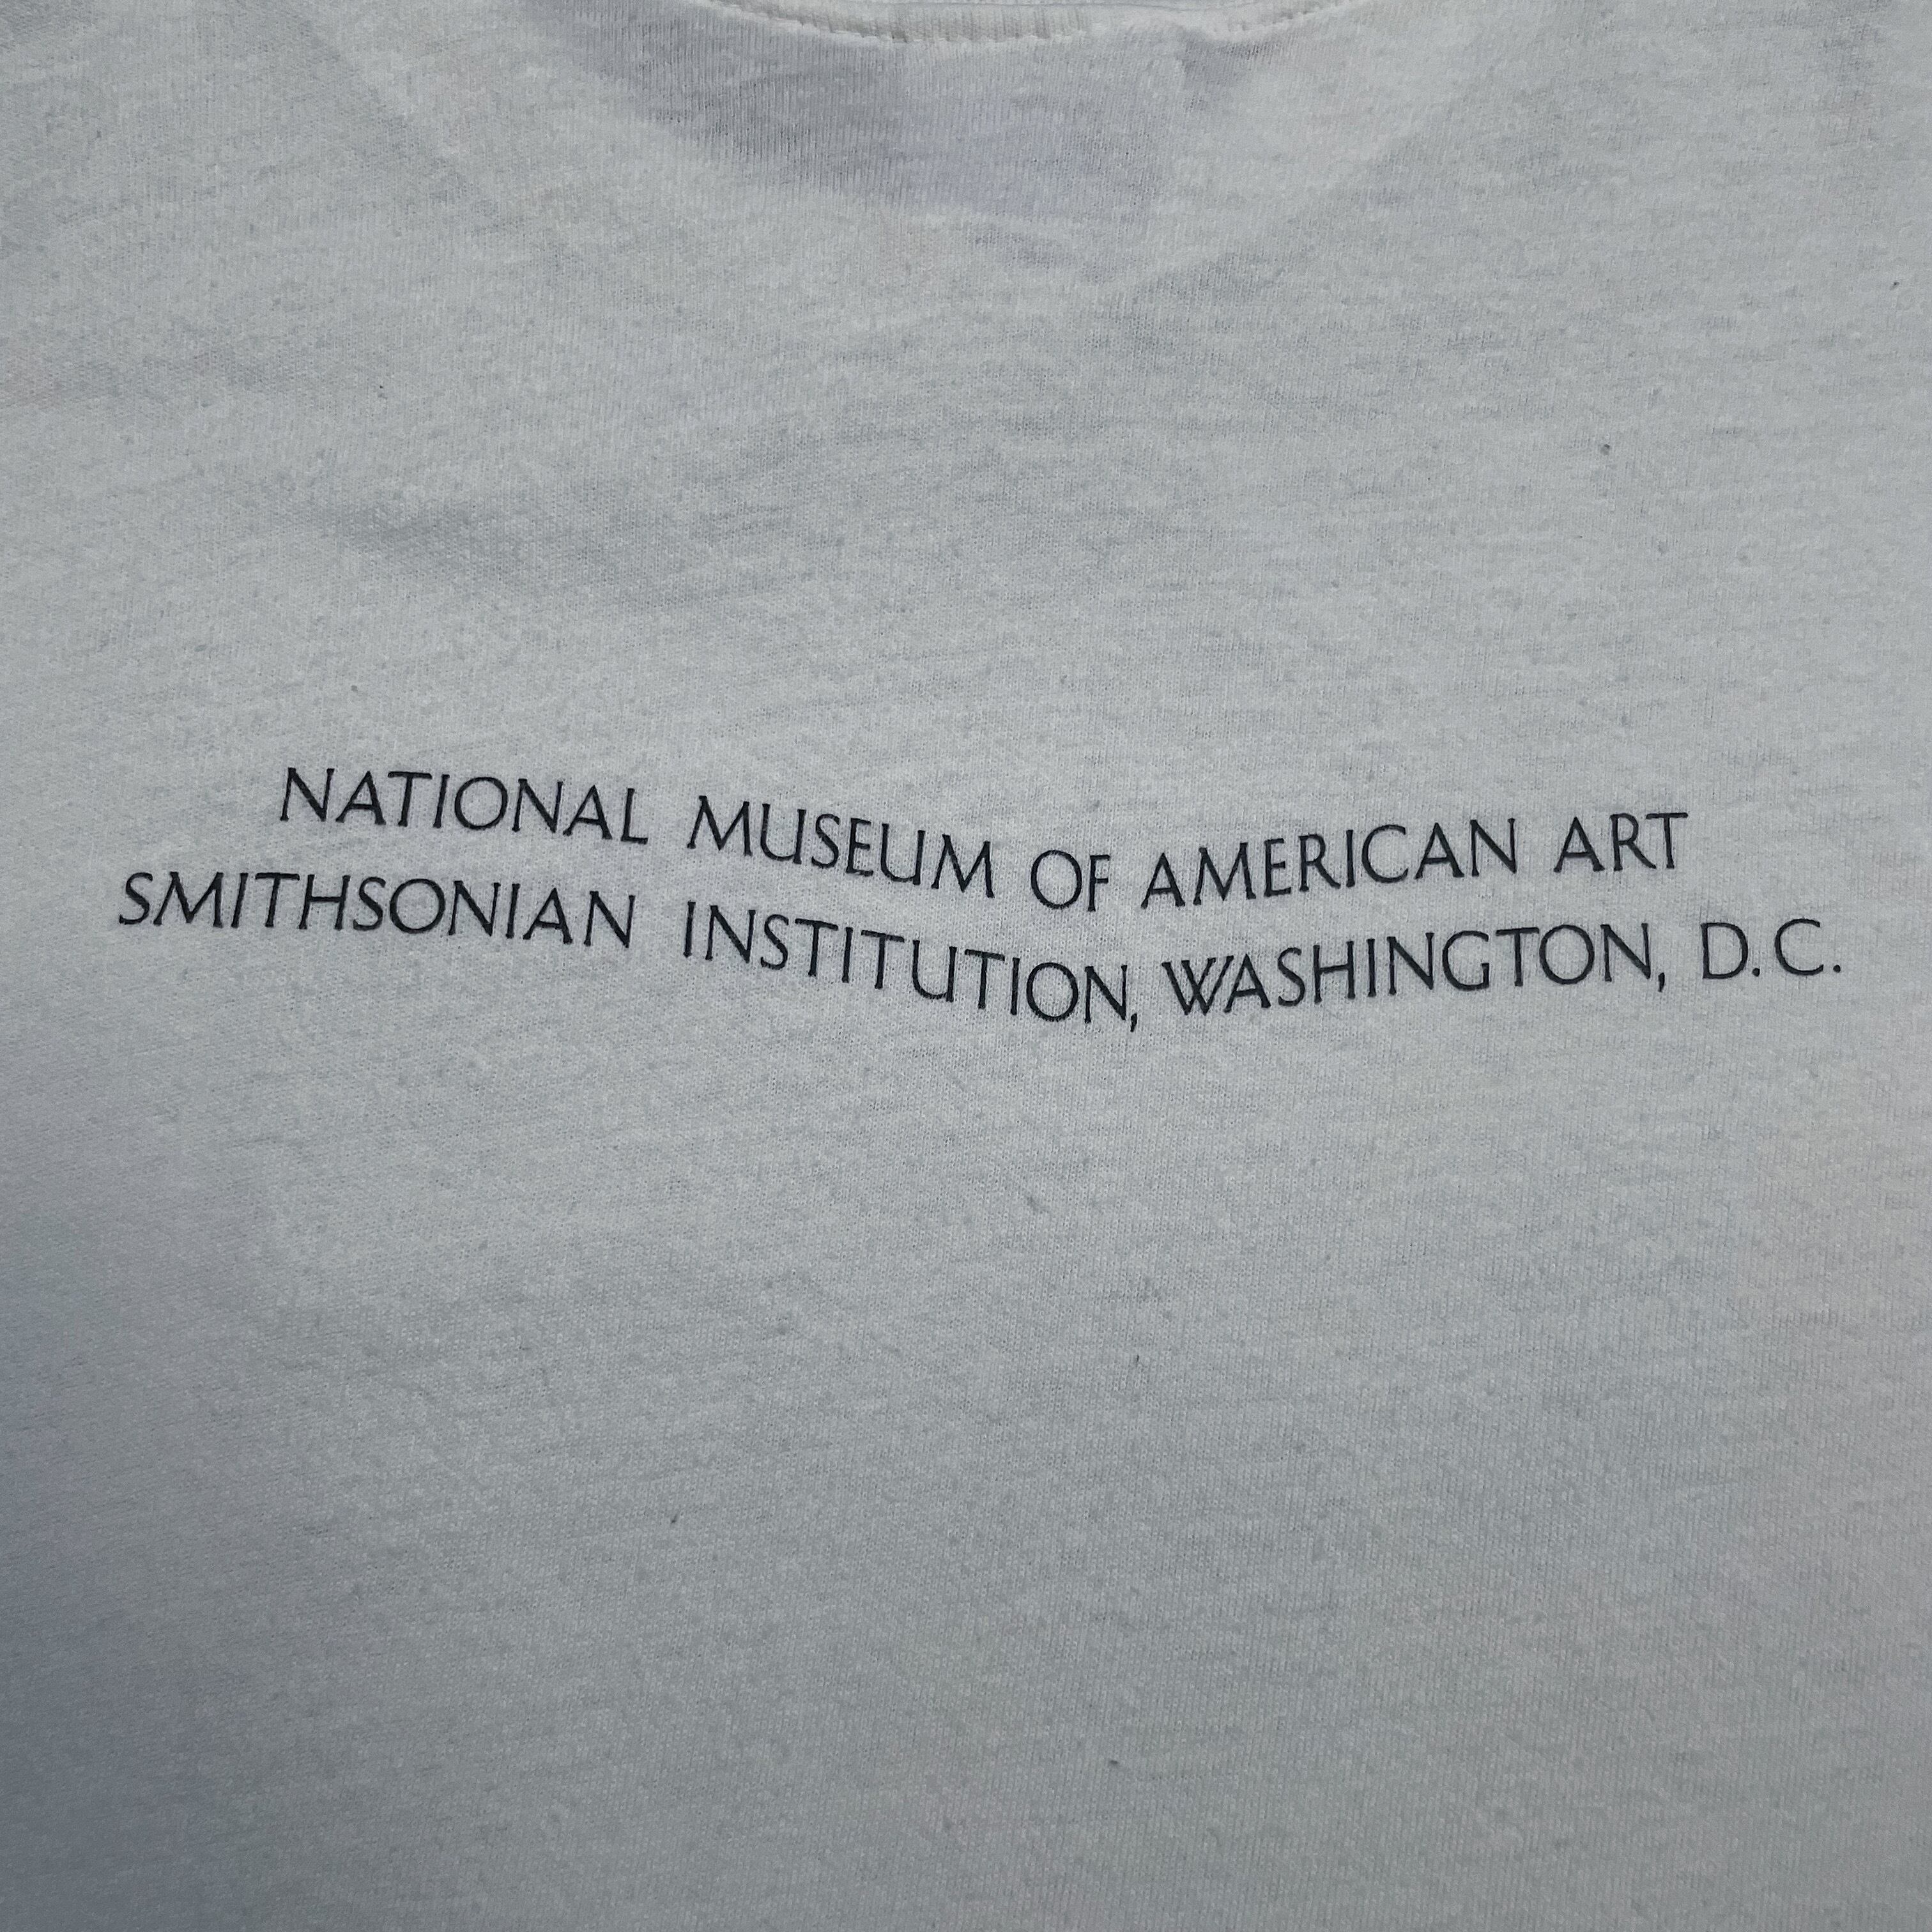 NATIONAL MUSEUM OF AMERICAN ART
SMITHSONIAN INSTITUTION, WASHINGTON, D.C.